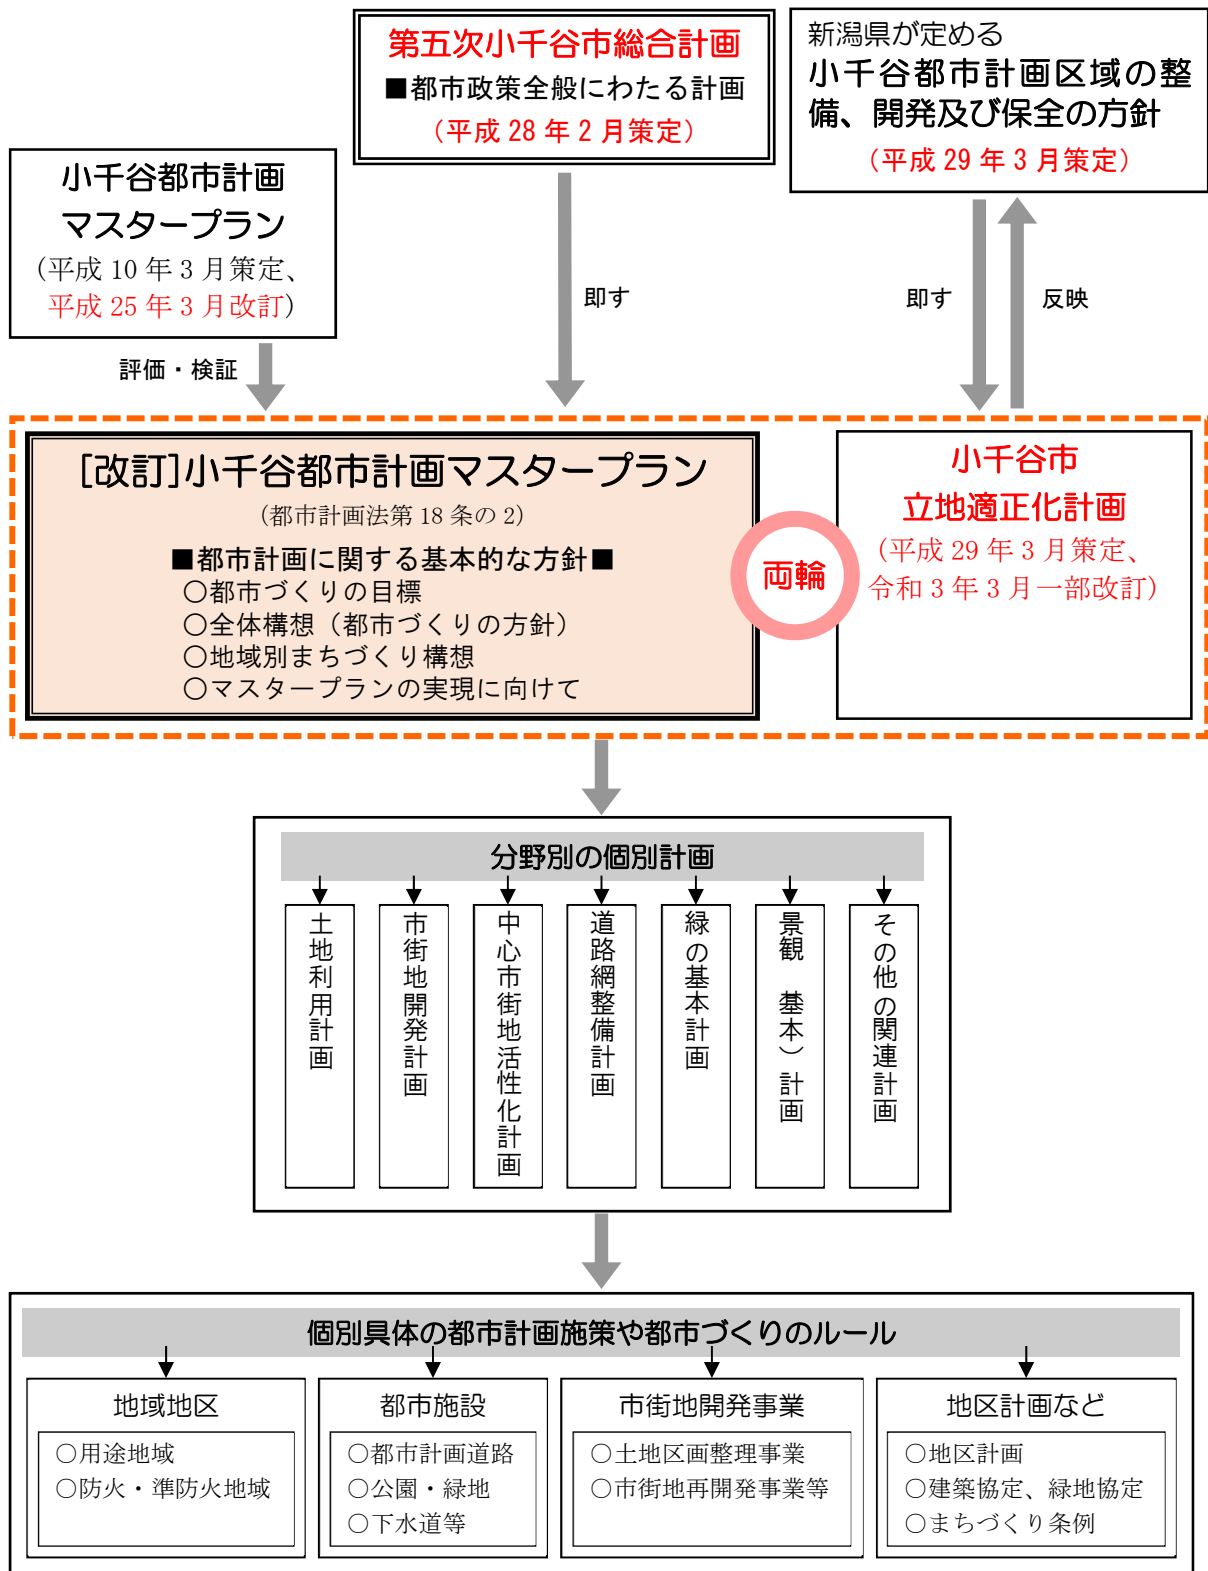 第五次小千谷市総合計画
■都市政策全般にわたる計画
（平成 28 年 2 月策定）
新潟県が定める
小千谷都市計画区域の整
備、開発及び保全の方針
（平成 29 年 3 月策定）
小千谷都市計画
マスタープラン
（平成 10 年 3 月策定、
平成 25 年 3 月改訂）
評価・検証
即す
即す
反映
[改訂]小千谷都市計画マスタープラン
（都市計画法第 18 条の 2）
■都市計画に関する基本的な方針■
○都市づくりの目標
○全体構想（都市づくりの方針）
○地域別まちづくり構想
○マスタープランの実現に向けて
両輪
小千谷市
立地適正化計画
（平成 29 年 3 月策定、
令和 3 年 3 月一部改訂）
分野別の個別計画
土地利用計画
市街地開発計画
中心市街地活性化計画
道路網整備計画
緑の基本計画
景観　基本）計画
その他の関連計画
個別具体の都市計画施策や都市づくりのルール
地域地区
○用途地域
○防火・準防火地域
都市施設
○都市計画道路
○公園・緑地
○下水道等
市街地開発事業
○土地区画整理事業
○市街地再開発事業等
地区計画など
○地区計画
○建築協定、緑地協定
○まちづくり条例